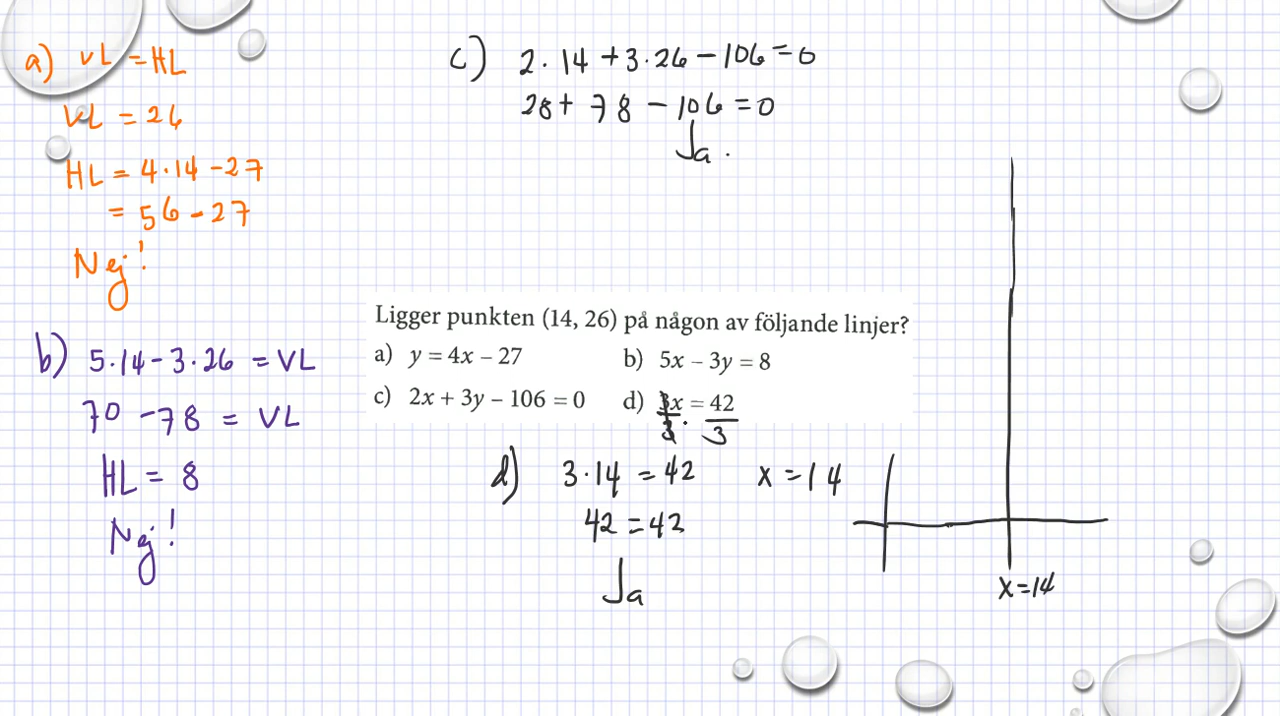 a) VL = HL
VL = 26
HL = 4·14 - 27
= 56 - 27
Nej!
b) 5·14 - 3·26 = VL
70 - 78 = VL
HL = 8
Nej!
c) 2·14 + 3·26 - 106 = 0
28 + 78 - 106 = 0
Ja.
Ligger punkten (14, 26) på någon av följande linjer?
a) y = 4x – 27 b) 5x – 3y = 8
c) 2x + 3y – 106 = 0 d) 3x = 42
3 · 3
d) 3·14 = 42 x = 14
42 = 42
Ja
x = 14